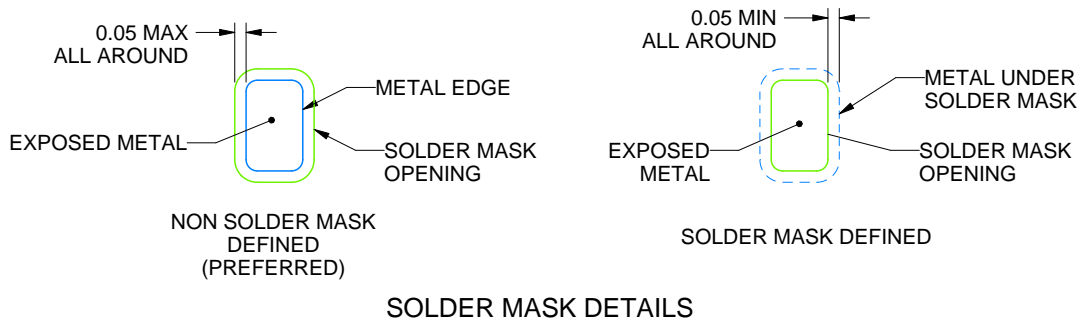 0.05 MAX
ALL AROUND
METAL EDGE
EXPOSED METAL
SOLDER MASK
OPENING
NON SOLDER MASK
DEFINED
(PREFERRED)
0.05 MIN
ALL AROUND
METAL UNDER
SOLDER MASK
EXPOSED
METAL
SOLDER MASK
OPENING
SOLDER MASK DEFINED
SOLDER MASK DETAILS